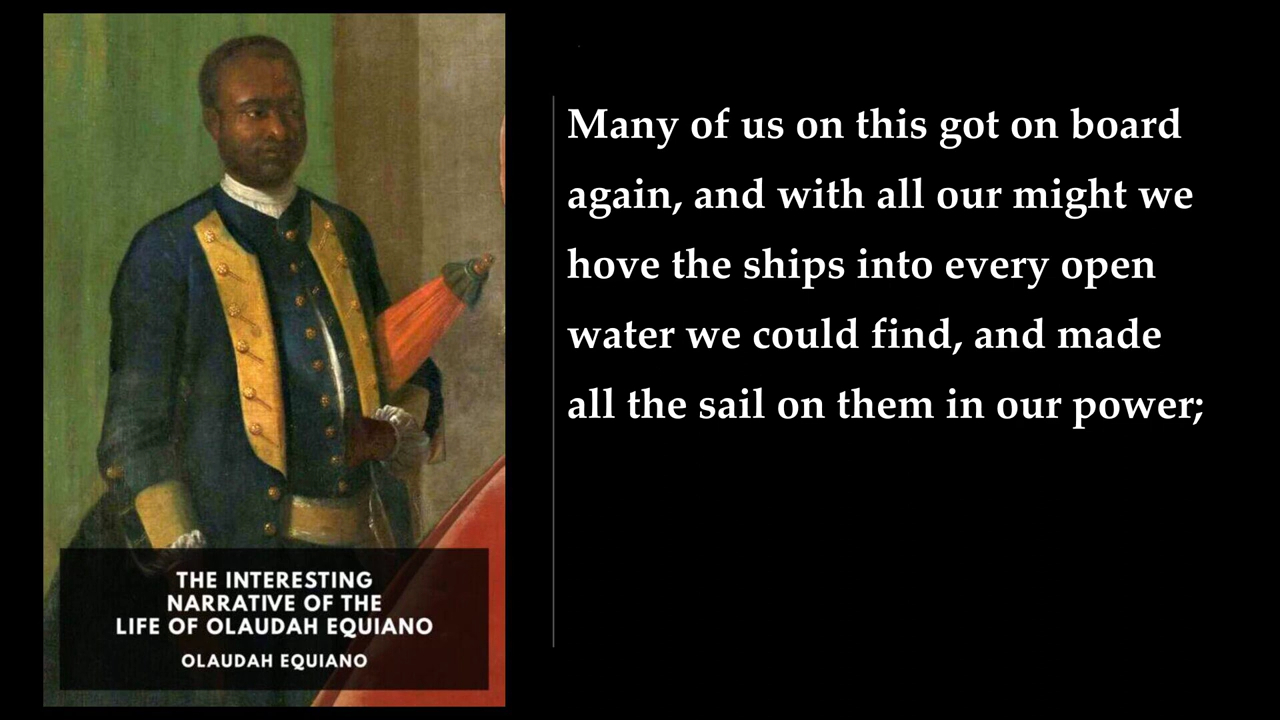 THE INTERESTING
NARRATIVE OF THE
LIFE OF OLAUDAH EQUIANO
OLAUDAH EQUIANO
Many of us on this got on board
again, and with all our might we
hove the ships into every open
water we could find, and made
all the sail on them in our power;